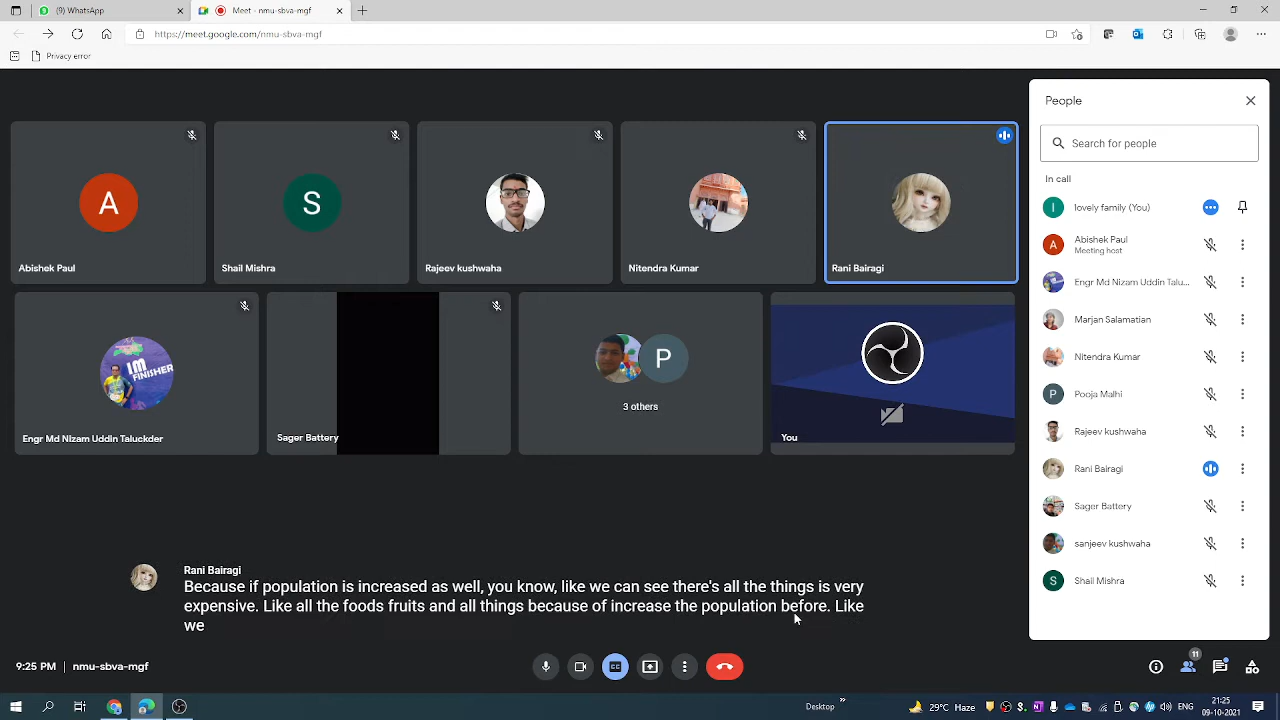 (9) WhatsApp
Meet - nmu-sbva-mgf
https://meet.google.com/nmu-sbva-mgf
Privacy error
People
Search for people
In call
lovely family (You)
Abishek Paul
Meeting host
Engr Md Nizam Uddin Taluc...
Marjan Salamatian
Nitendra Kumar
Pooja Malhi
Rajeev kushwaha
Rani Bairagi
Sager Battery
sanjeev kushwaha
Shail Mishra
A
S
Abishek Paul
Shail Mishra
Rajeev kushwaha
Nitendra Kumar
Rani Bairagi
IM
FINISHER
P
3 others
Engr Md Nizam Uddin Taluckder
Sager Battery
You
Rani Bairagi
Because if population is increased as well, you know, like we can see there's all the things is very
expensive. Like all the foods fruits and all things because of increase the population before. Like
we
9:25 PM | nmu-sbva-mgf
11
Desktop
29°C Haze
ENG
21:25
09-10-2021